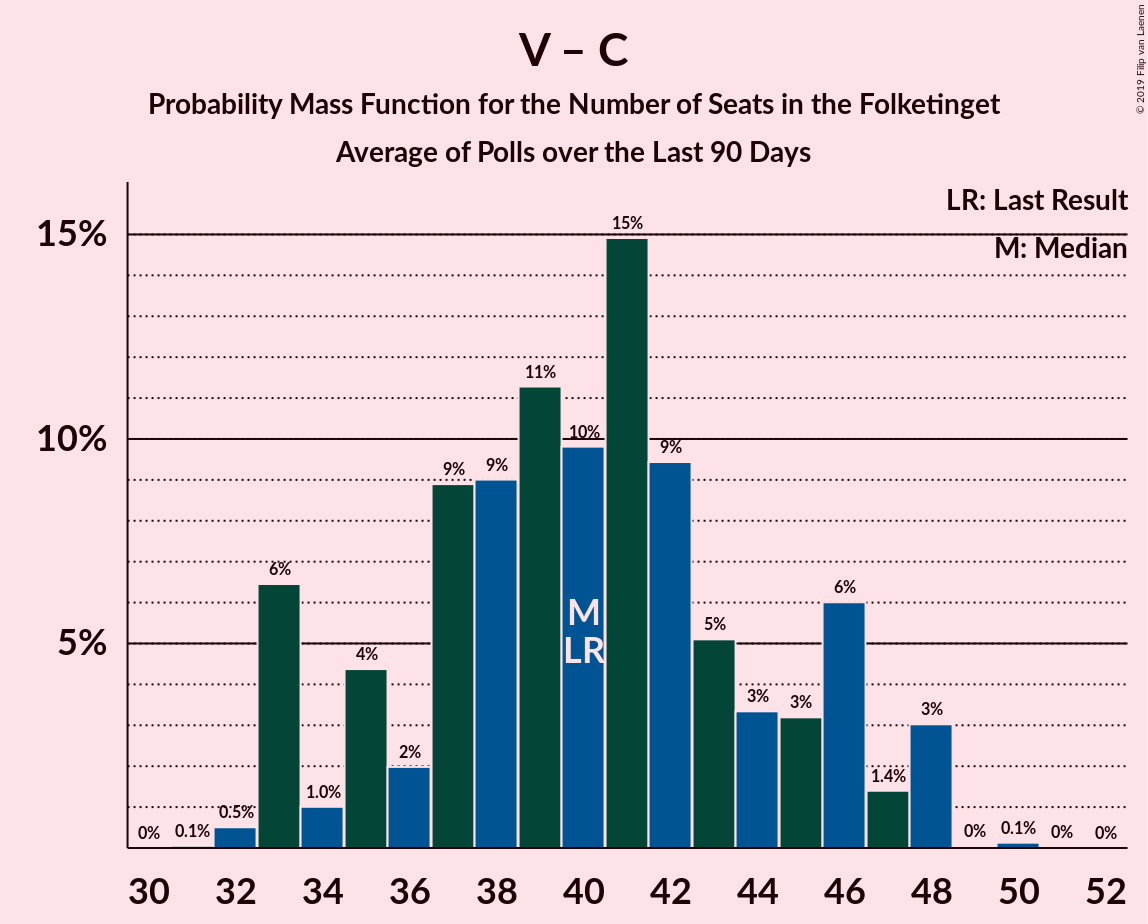 © 2019 Filip van Laenen
V – C
Probability Mass Function for the Number of Seats in the Folketinget
Average of Polls over the Last 90 Days
LR: Last Result
M: Median
15%
10%
5%
0% 0.1% 0.5% 6% 1.0% 4% 2% 9% 9% 11% 10% 15% 9% 5% 3% 3% 6% 1.4% 3% 0% 0.1% 0% 0%
M
LR
30 32 34 36 38 40 42 44 46 48 50 52